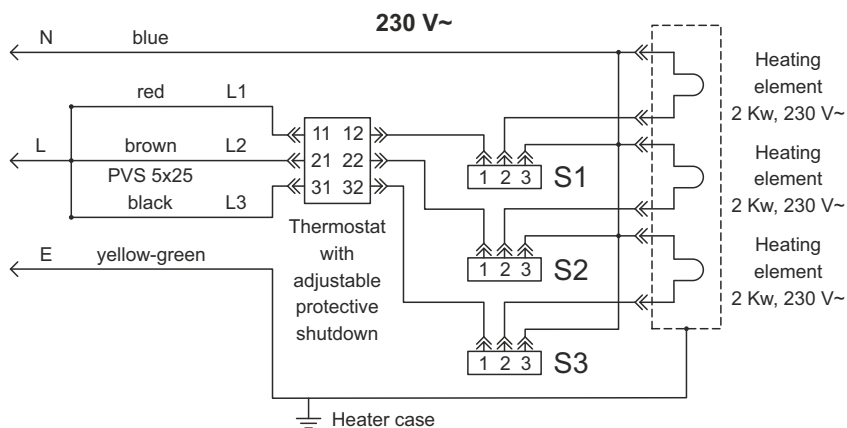 230 V~
N blue
red L1
L brown L2
PVS 5x25
black L3
E yellow-green
11 12
21 22
31 32
Thermostat
with
adjustable
protective
shutdown
1 2 3 S1
1 2 3 S2
1 2 3 S3
Heating
element
2 Kw, 230 V~
Heating
element
2 Kw, 230 V~
Heating
element
2 Kw, 230 V~
Heater case